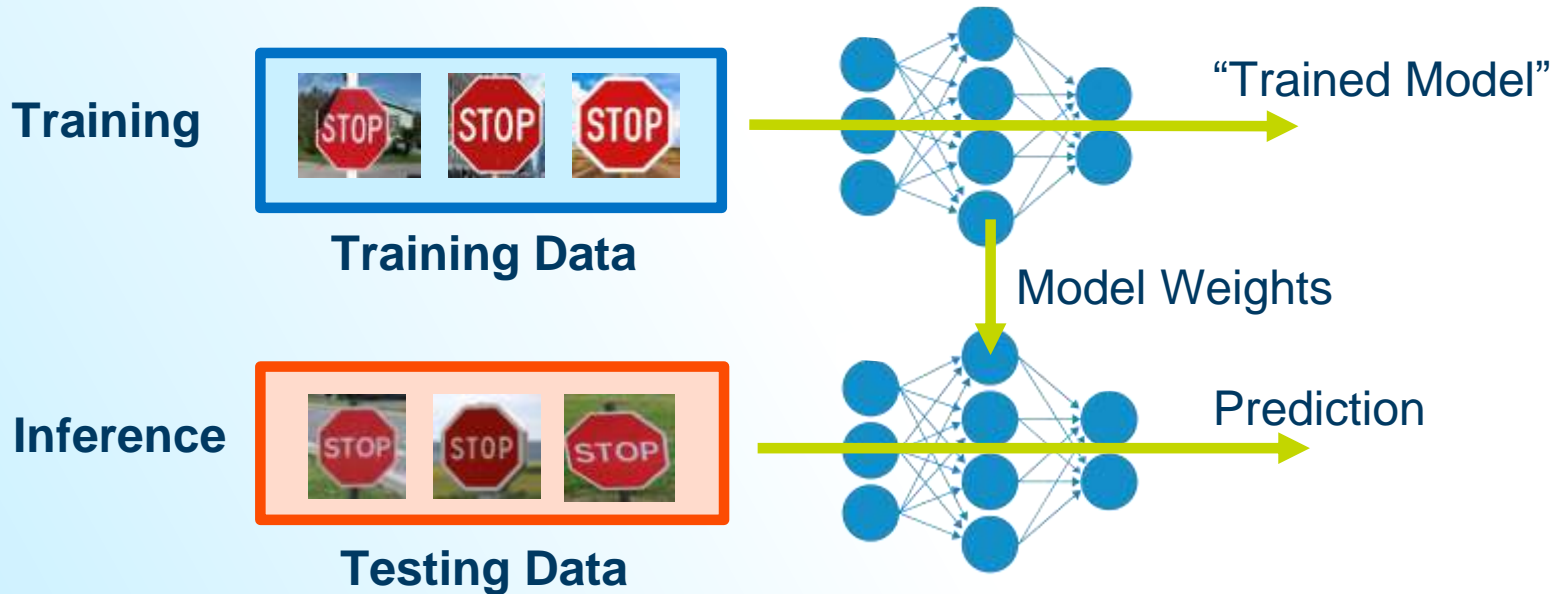 Training
STOP
STOP
STOP
“Trained Model”
Training Data
Model Weights
Inference
STOP
STOP
STOP
Prediction
Testing Data